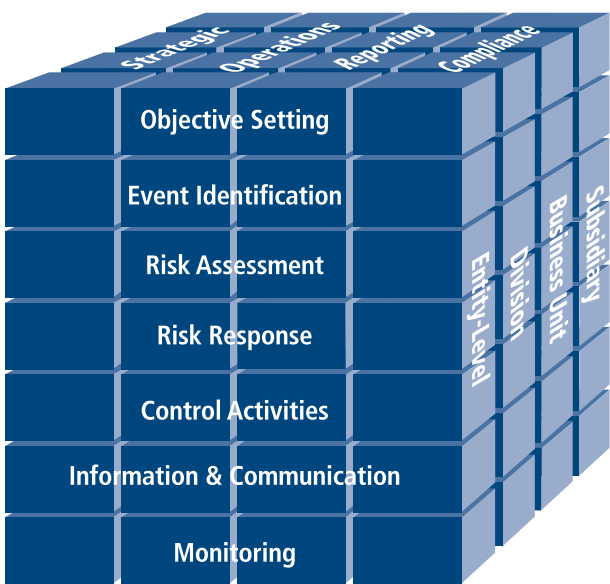 Strategic
Operations
Reporting
Compliance
Objective Setting
Event Identification
Risk Assessment
Risk Response
Control Activities
Information & Communication
Monitoring
Entity-Level
Division
Business Unit
Subsidiary